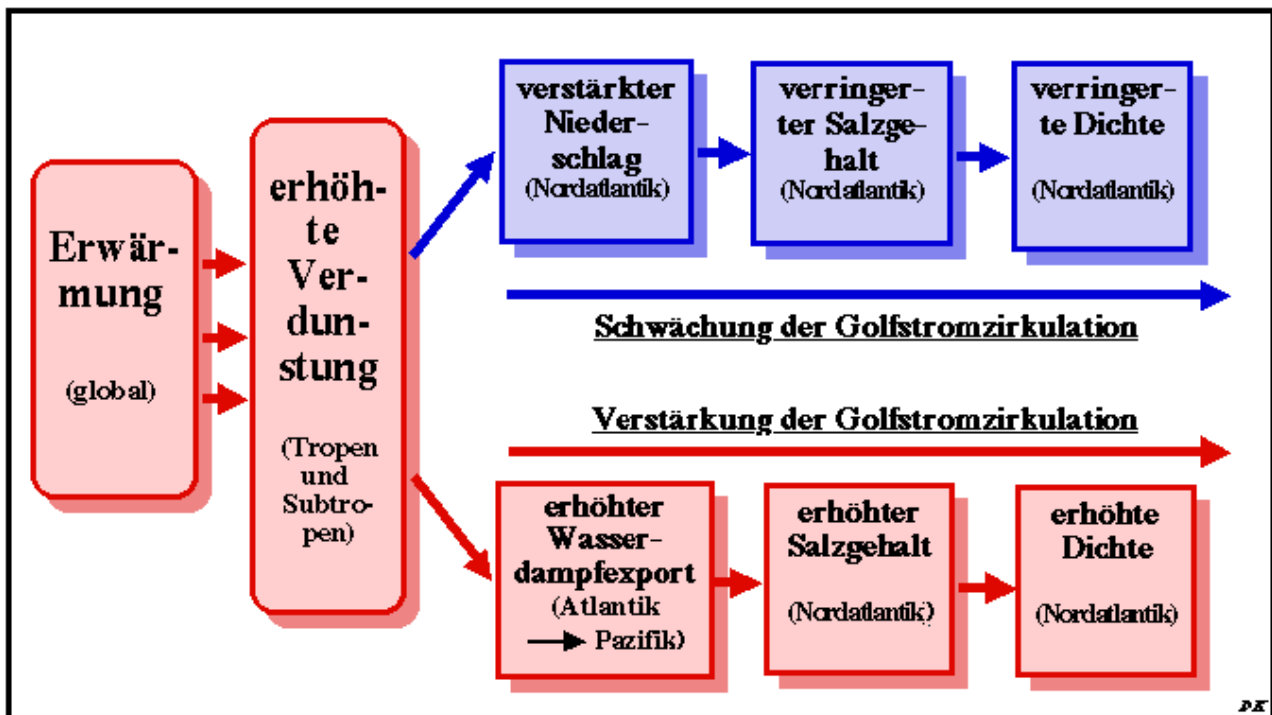 Erwär-
mung
(global)
erhöh-
te
Ver-
dun-
stung
(Tropen
und
Subtro-
pen)
verstärkter
Nieder-
schlag
(Nordatlantik)
verringer-
ter Salzge-
halt
(Nordatlantik)
verringer-
te Dichte
(Nordatlantik)
Schwächung der Golfstromzirkulation
Verstärkung der Golfstromzirkulation
erhöhter
Wasser-
dampfexport
(Atlantik
→ Pazifik)
erhöhter
Salzgehalt
(Nordatlantik)
erhöhte
Dichte
(Nordatlantik)
PK